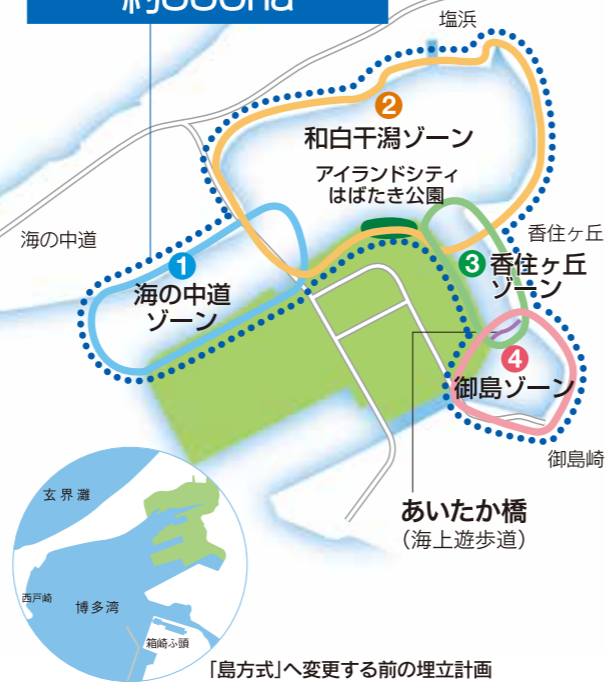 塩浜
2
和白干潟ゾーン
アイランドシティ
はばたき公園
海の中道
香住ヶ丘
1
海の中道
ゾーン
3 香住ヶ丘
ゾーン
4
御島ゾーン
御島崎
あいたか橋
(海上遊歩道)
玄界灘
西戸崎
博多湾
箱崎ふ頭
「島方式」へ変更する前の埋立計画